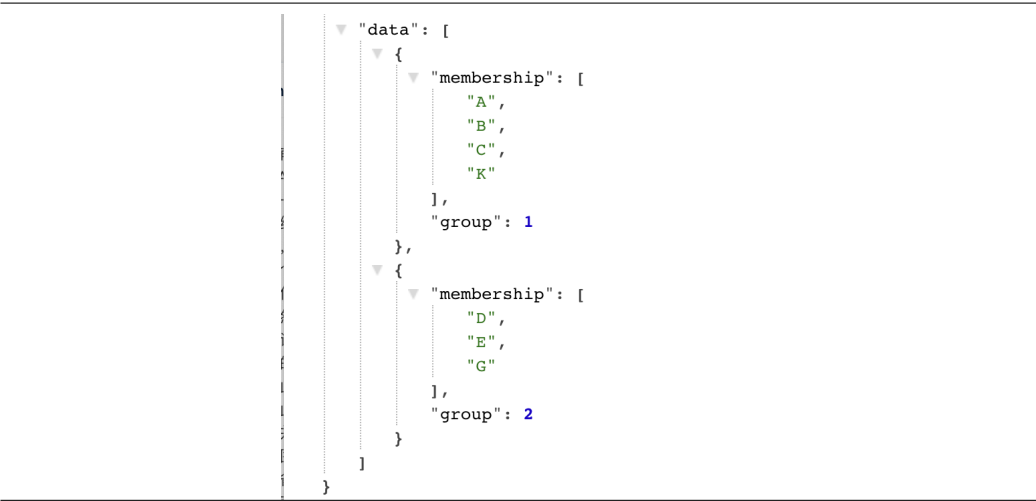 "data": [
{
"membership": [
"A",
"B",
"C",
"K"
],
"group": 1
},
{
"membership": [
"D",
"E",
"G"
],
"group": 2
}
]
}